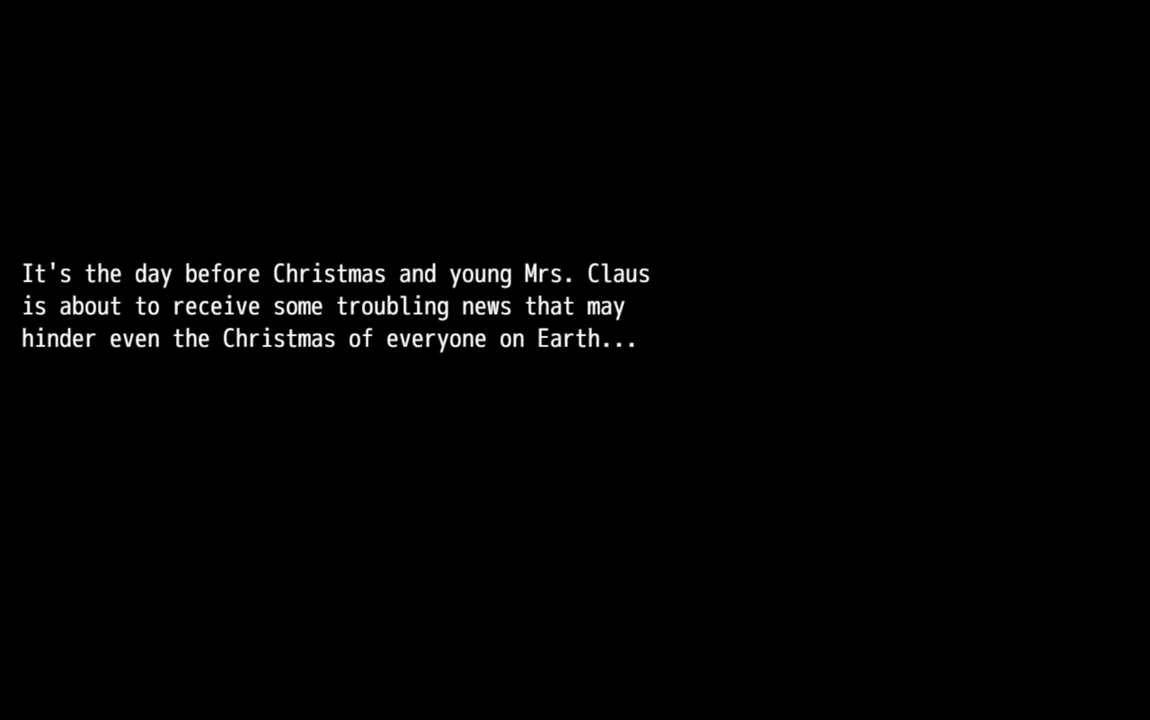 It's the day before Christmas and young Mrs. Claus
is about to receive some troubling news that may
hinder even the Christmas of everyone on Earth...